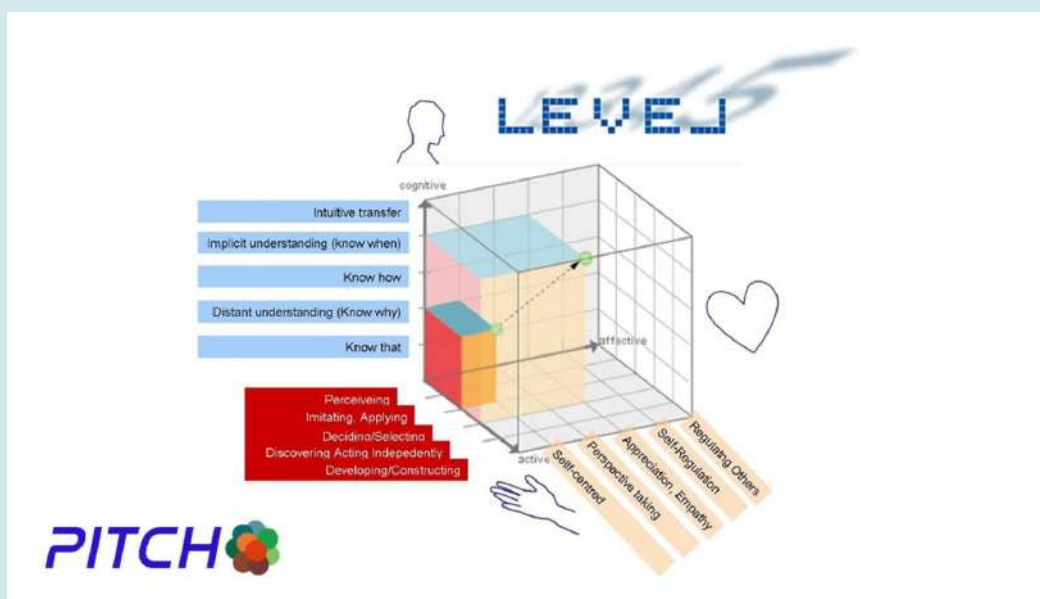 LEVEL5
12345
cognitive
Intuitive transfer
Implicit understanding (know when)
Know how
Distant understanding (Know why)
Know that
affective
Perceiveing
Imitating, Applying
Deciding/Selecting
Discovering Acting Indepedently
Developing/Constructing
active
Self-centred
Perspective taking
Appreciation, Empathy
Self-Regulation
Regulating Others
PITCH